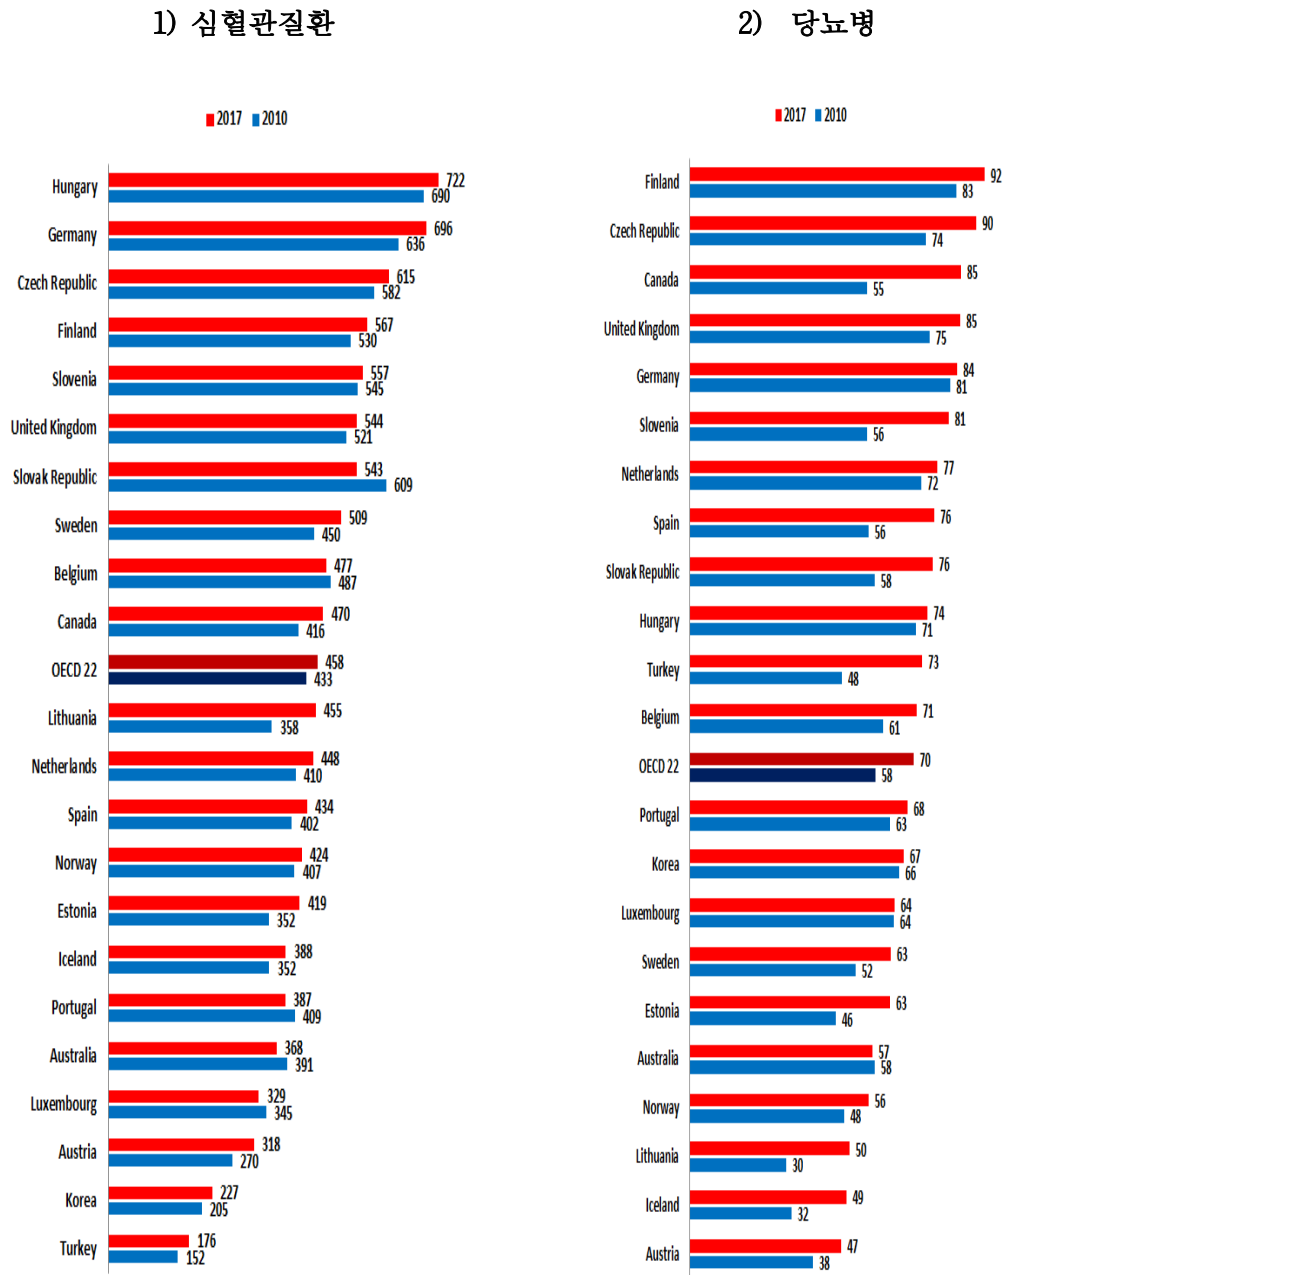 1) 심혈관질환
2017 2010
Hungary 722
690
Germany 696
636
Czech Republic 615
582
Finland 567
530
Slovenia 557
545
United Kingdom 544
521
Slovak Republic 543
609
Sweden 509
450
Belgium 477
487
Canada 470
416
OECD 22 458
433
Lithuania 455
358
Netherlands 448
410
Spain 434
402
Norway 424
407
Estonia 419
352
Iceland 388
352
Portugal 387
409
Australia 368
391
Luxembourg 329
345
Austria 318
270
Korea 227
205
Turkey 176
152
2) 당뇨병
2017 2010
Finland 92
83
Czech Republic 90
74
Canada 85
55
United Kingdom 85
75
Germany 84
81
Slovenia 81
56
Netherlands 77
72
Spain 76
56
Slovak Republic 76
58
Hungary 74
71
Turkey 73
48
Belgium 71
61
OECD 22 70
58
Portugal 68
63
Korea 67
66
Luxembourg 64
64
Sweden 63
52
Estonia 63
46
Australia 57
58
Norway 56
48
Lithuania 50
30
Iceland 49
32
Austria 47
38